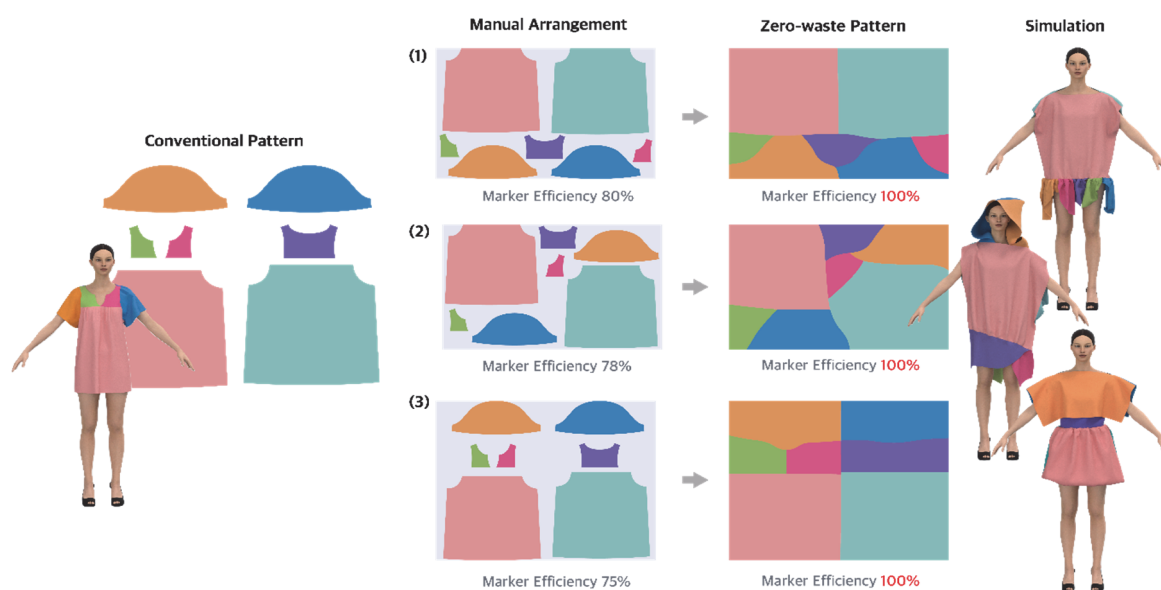 Manual Arrangement
Zero-waste Pattern
Simulation
Conventional Pattern
(1)
Marker Efficiency 80%
Marker Efficiency 100%
(2)
Marker Efficiency 78%
Marker Efficiency 100%
(3)
Marker Efficiency 75%
Marker Efficiency 100%